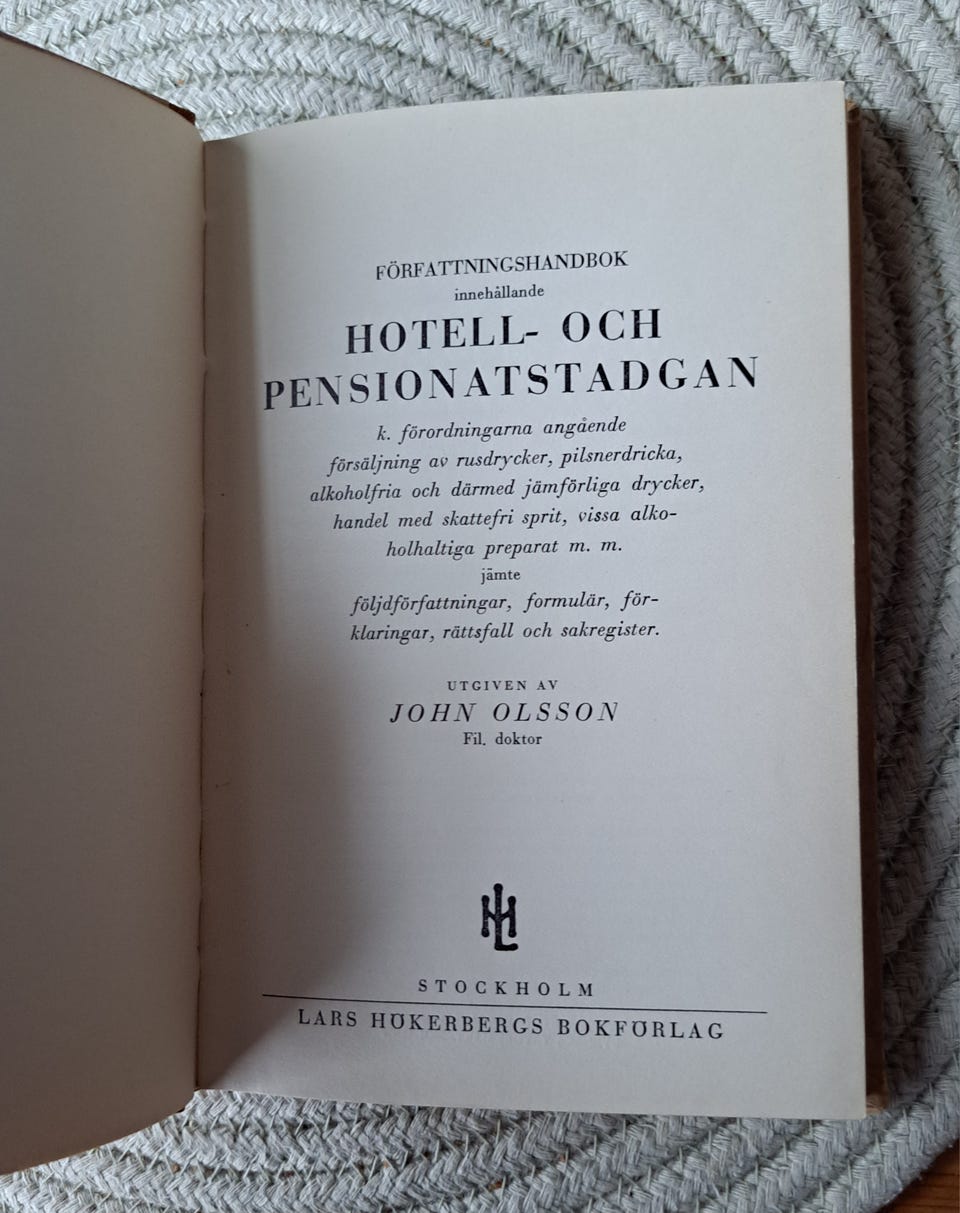 FÖRFATTNINGSHANDBOK
innehållande
HOTELL- OCH
PENSIONATSTADGAN
k. förordningarna angående
försäljning av rusdrycker, pilsnerdricka,
alkoholfria och därmed jämförliga drycker,
handel med skattefri sprit, vissa alko-
holhaltiga preparat m. m.
jämte
följdförfattningar, formulär, för-
klaringar, rättsfall och sakregister.
UTGIVEN AV
JOHN OLSSON
Fil. doktor
LH
STOCKHOLM
LARS HÖKERBERGS BOKFÖRLAG